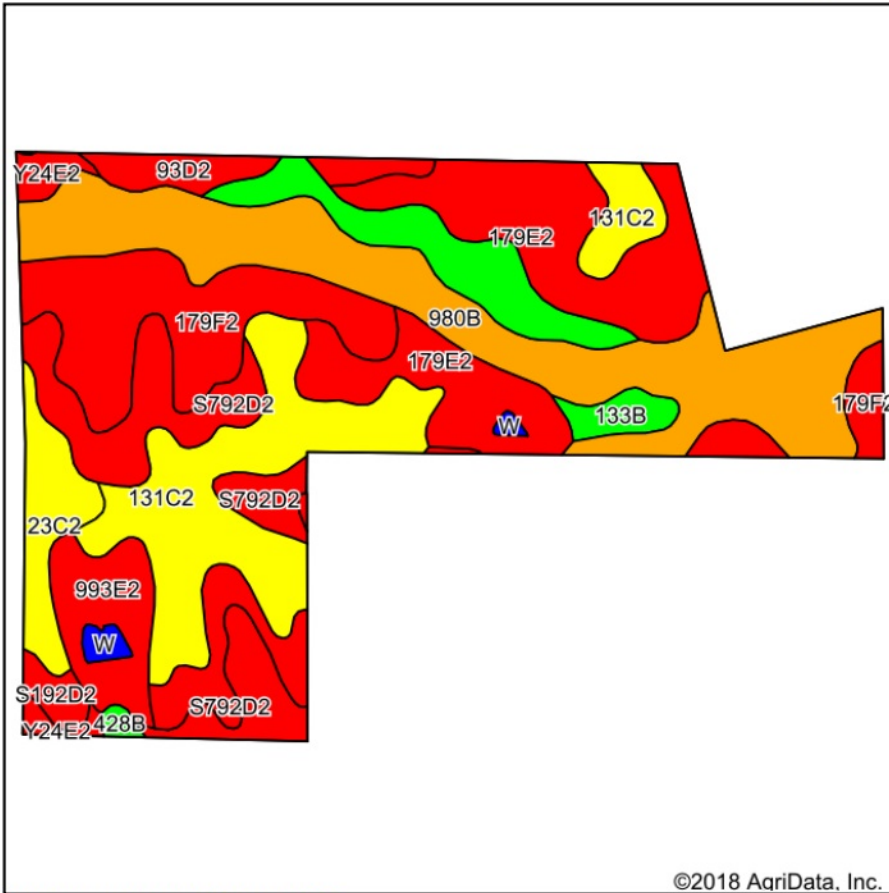 93D2
Y24E2
131C2
179E2
980B
179F2
179E2
S792D2
179F2
133B
W
131C2
S792D2
23C2
993E2
W
S192D2
S792D2
428B
Y24E2
©2018 AgriData, Inc.